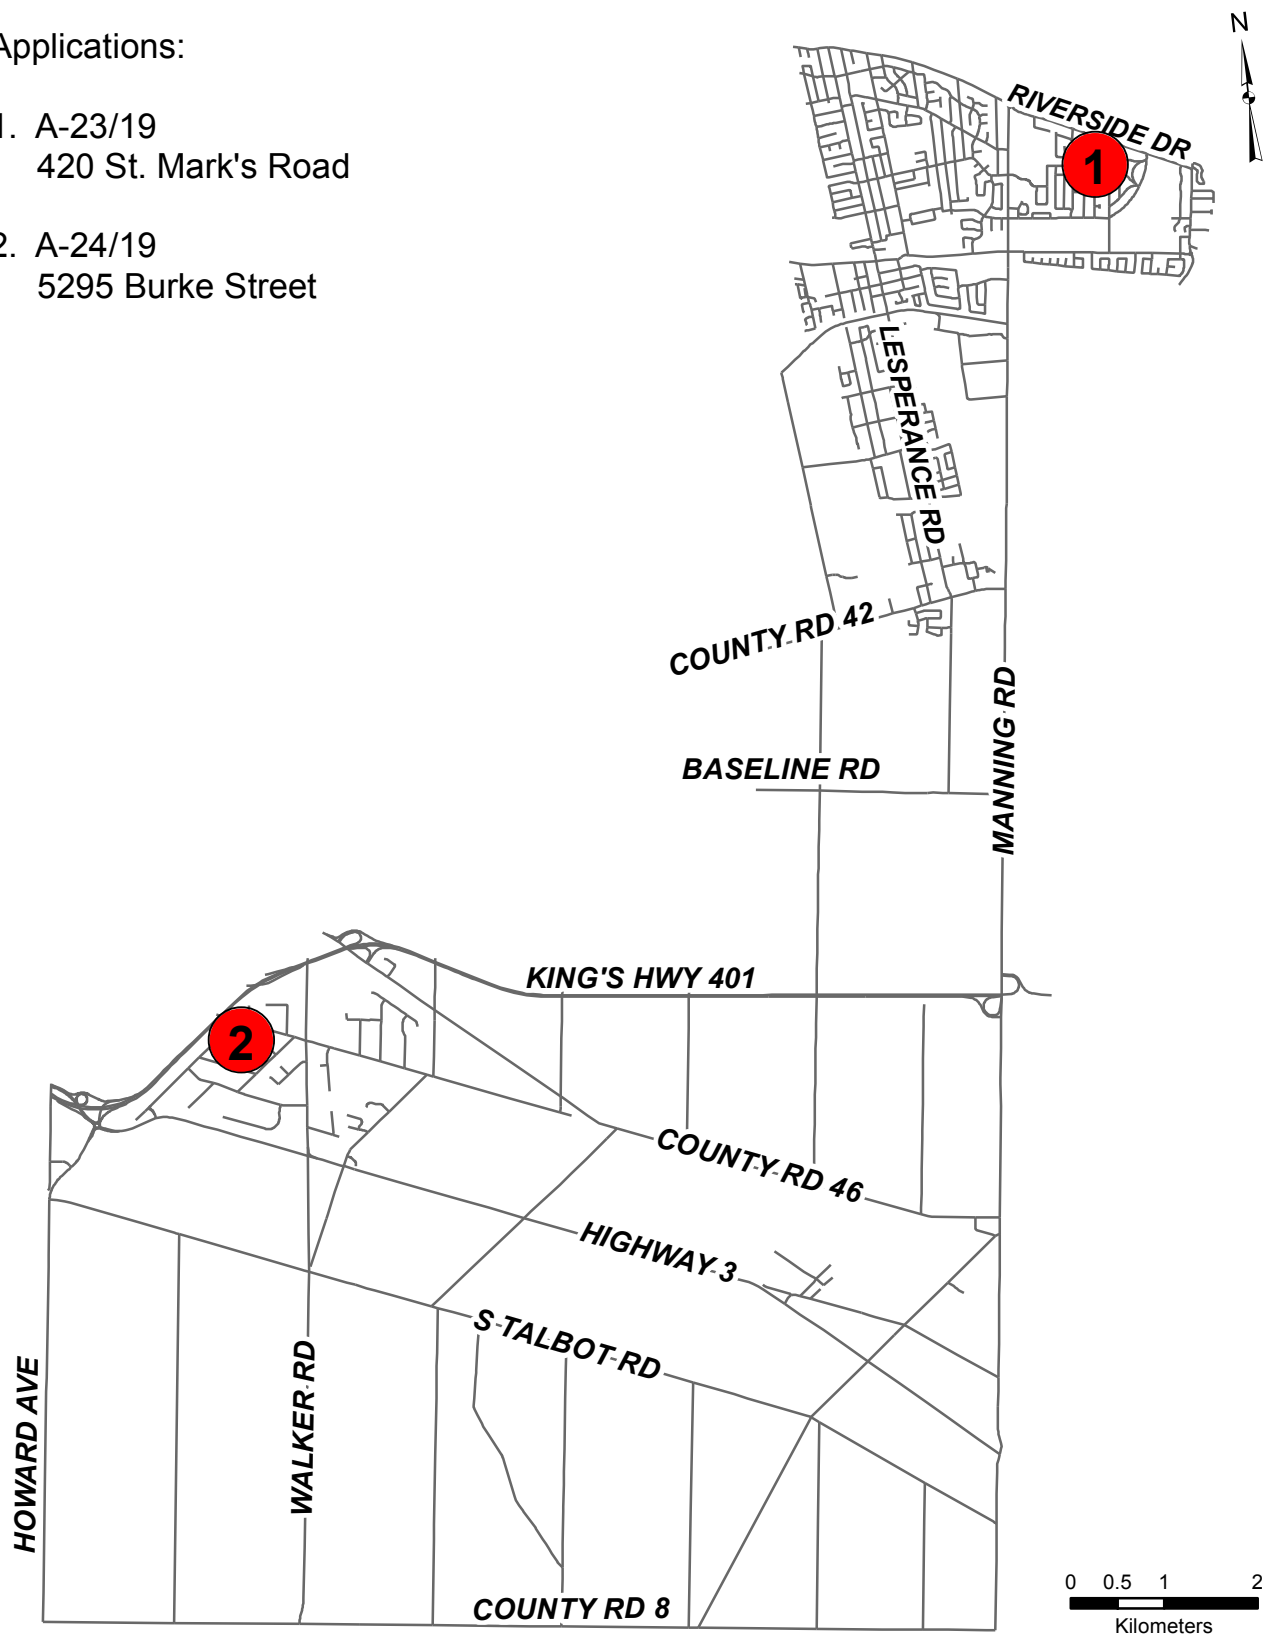 Applications:
1. A-23/19
420 St. Mark's Road
2. A-24/19
5295 Burke Street
N
RIVERSIDE DR
1
LESPERANCE RD
COUNTY RD 42
MANNING RD
BASELINE RD
KING'S HWY 401
2
COUNTY RD 46
HIGHWAY 3
S TALBOT RD
HOWARD AVE
WALKER RD
COUNTY RD 8
0 0.5 1 2
Kilometers